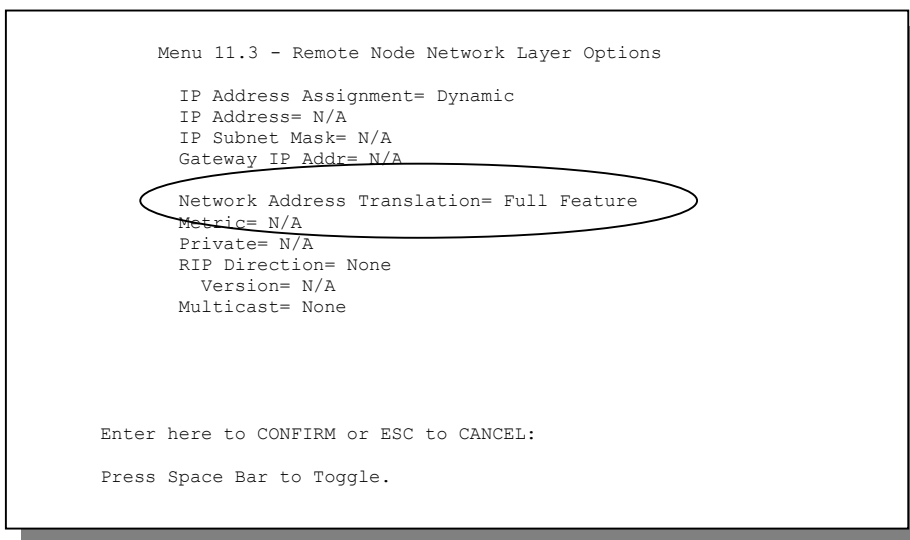 Menu 11.3 - Remote Node Network Layer Options
IP Address Assignment= Dynamic
IP Address= N/A
IP Subnet Mask= N/A
Gateway IP Addr= N/A
Network Address Translation= Full Feature
Metric= N/A
Private= N/A
RIP Direction= None
Version= N/A
Multicast= None
Enter here to CONFIRM or ESC to CANCEL:
Press Space Bar to Toggle.